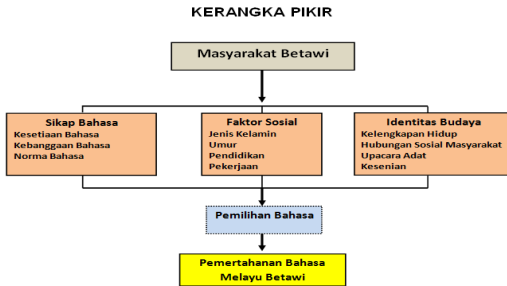 KERANGKA PIKIR
Masyarakat Betawi
Sikap Bahasa
Kesetiaan Bahasa
Kebanggaan Bahasa
Norma Bahasa
Faktor Sosial
Jenis Kelamin
Umur
Pendidikan
Pekerjaan
Identitas Budaya
Kelengkapan Hidup
Hubungan Sosial Masyarakat
Upacara Adat
Kesenian
Pemilihan Bahasa
Pemertahanan Bahasa
Melayu Betawi